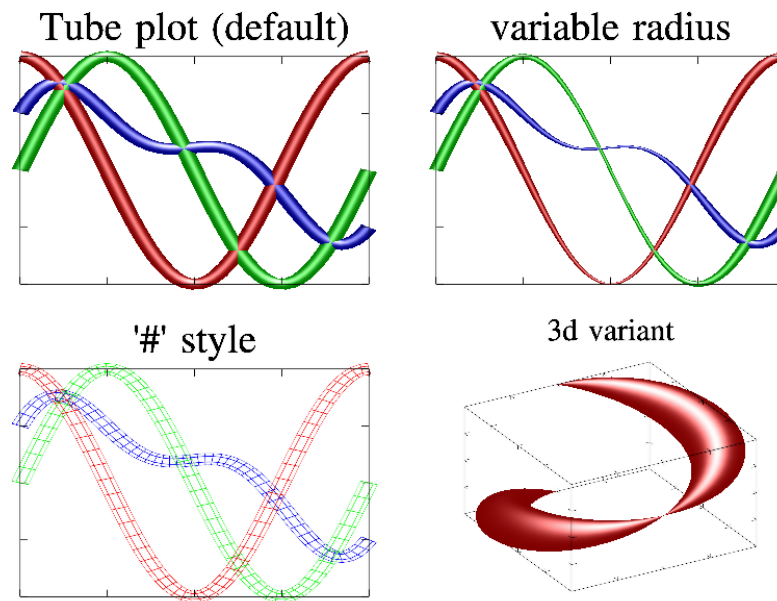 Tube plot (default)
variable radius
'#' style
3d variant